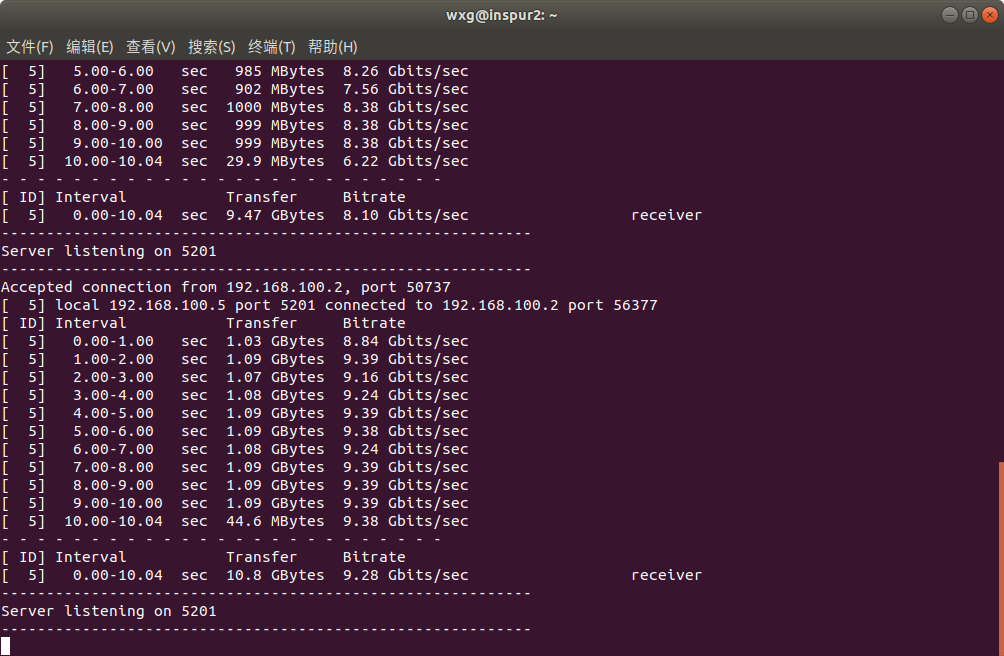 wxg@inspur2: ~
文件(F) 编辑(E) 查看(V) 搜索(S) 终端(T) 帮助(H)
[  5]   5.00-6.00   sec   985 MBytes  8.26 Gbits/sec
[  5]   6.00-7.00   sec   902 MBytes  7.56 Gbits/sec
[  5]   7.00-8.00   sec  1000 MBytes  8.38 Gbits/sec
[  5]   8.00-9.00   sec   999 MBytes  8.38 Gbits/sec
[  5]   9.00-10.00  sec   999 MBytes  8.38 Gbits/sec
[  5]  10.00-10.04  sec  29.9 MBytes  6.22 Gbits/sec
- - - - - - - - - - - - - - - - - - - - - - - - -
[ ID] Interval           Transfer     Bitrate
[  5]   0.00-10.04  sec  9.47 GBytes  8.10 Gbits/sec                  receiver
-----------------------------------------------------------
Server listening on 5201
-----------------------------------------------------------
Accepted connection from 192.168.100.2, port 50737
[  5] local 192.168.100.5 port 5201 connected to 192.168.100.2 port 56377
[ ID] Interval           Transfer     Bitrate
[  5]   0.00-1.00   sec  1.03 GBytes  8.84 Gbits/sec
[  5]   1.00-2.00   sec  1.09 GBytes  9.39 Gbits/sec
[  5]   2.00-3.00   sec  1.07 GBytes  9.16 Gbits/sec
[  5]   3.00-4.00   sec  1.08 GBytes  9.24 Gbits/sec
[  5]   4.00-5.00   sec  1.09 GBytes  9.39 Gbits/sec
[  5]   5.00-6.00   sec  1.09 GBytes  9.38 Gbits/sec
[  5]   6.00-7.00   sec  1.08 GBytes  9.24 Gbits/sec
[  5]   7.00-8.00   sec  1.09 GBytes  9.39 Gbits/sec
[  5]   8.00-9.00   sec  1.09 GBytes  9.39 Gbits/sec
[  5]   9.00-10.00  sec  1.09 GBytes  9.39 Gbits/sec
[  5]  10.00-10.04  sec  44.6 MBytes  9.38 Gbits/sec
- - - - - - - - - - - - - - - - - - - - - - - - -
[ ID] Interval           Transfer     Bitrate
[  5]   0.00-10.04  sec  10.8 GBytes  9.28 Gbits/sec                  receiver
-----------------------------------------------------------
Server listening on 5201
-----------------------------------------------------------